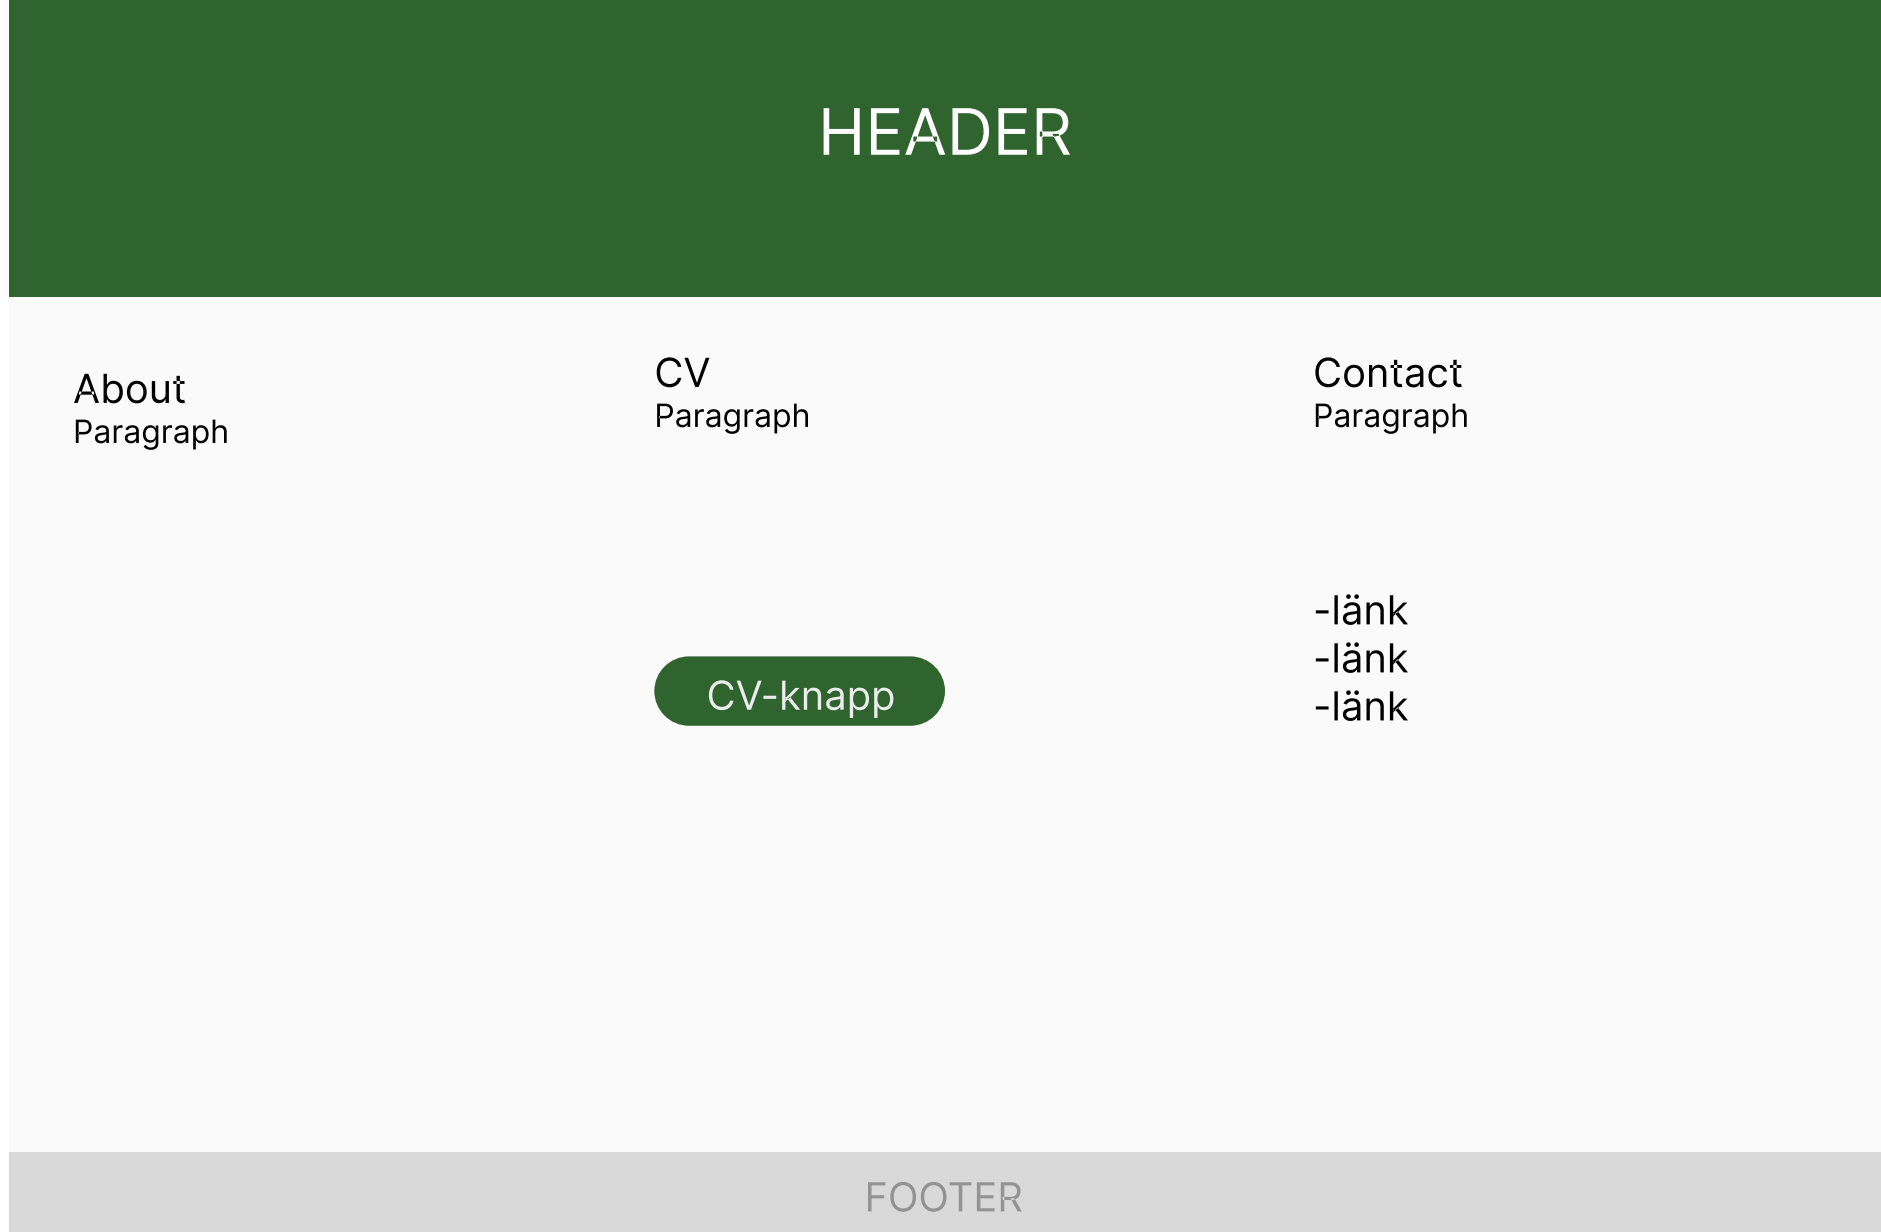 HEADER
About
Paragraph
CV
Paragraph
CV-knapp
Contact
Paragraph
-länk
-länk
-länk
FOOTER